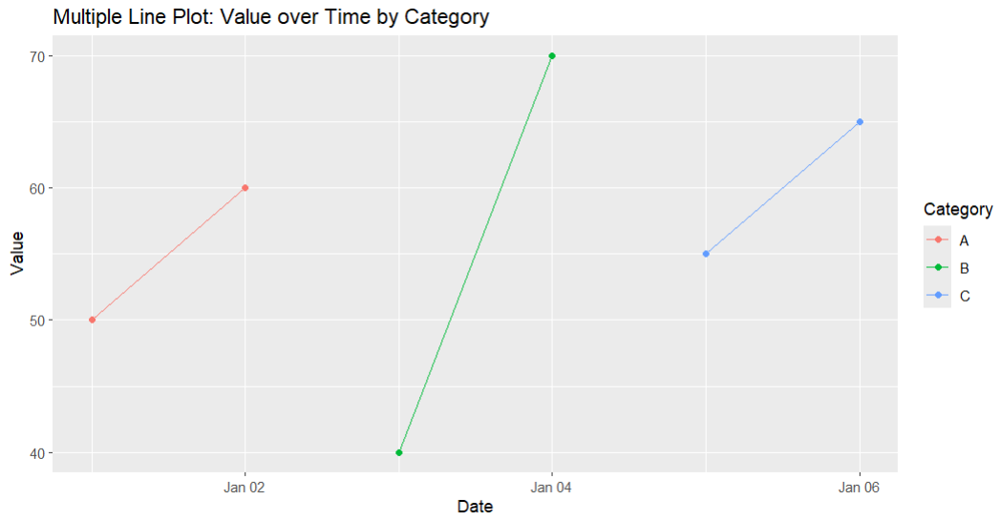 Multiple Line Plot: Value over Time by Category
70
60
50
40
Value
Jan 02
Jan 04
Jan 06
Date
Category
A
B
C